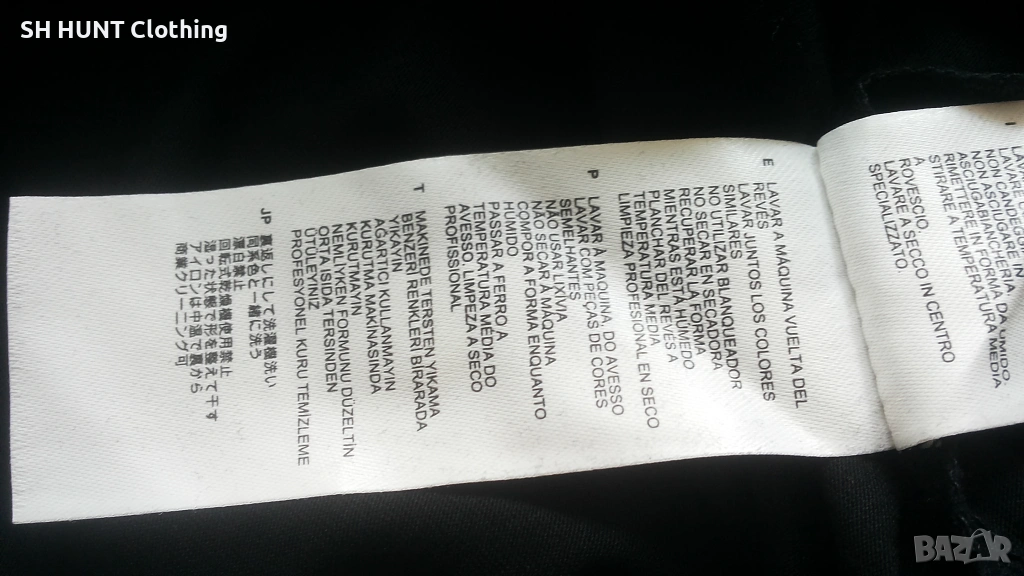 SH HUNT Clothing
I
LAVARE
NON CANDEGG
NON ASCIUGARE IN
ASCIUGABIANCHERIA
RIMETTERE IN FORMA DA UMIDO
STIRARE A TEMPERATURA MEDIA
A
ROVESCIO.
LAVARE A SECCO IN CENTRO
SPECIALIZZATO
E
LAVAR A MÁQUINA VUELTA DEL
REVÉS
LAVAR JUNTOS LOS COLORES
SIMILARES
NO UTILIZAR BLANQUEADOR
NO SECAR EN SECADORA
RECUPERAR LA FORMA
MIENTRAS ESTÁ HÚMEDO
PLANCHAR DEL REVÉS A
TEMPERATURA MEDIA
LIMPIEZA PROFESIONAL EN SECO
P
LAVAR À MÁQUINA, DO AVESSO
LAVAR COM PEÇAS DE CORES
SEMELHANTES
NÃO USAR LIXÍVIA
NÃO SECAR À MÁQUINA
COMPOR A FORMA ENQUANTO
HÚMIDO
PASSAR A FERRO À
TEMPERATURA MÉDIA DO
AVESSO, LIMPEZA A SECO
PROFISSIONAL
T
MAKINEDE TERSTEN YIKAMA
BENZERİ RENKLERİ BİRARADA
YIKAYIN
AĞARTICI KULLANMAYIN
KURUTMA MAKİNASINDA
KURUTMAYIN
NEMLİYKEN FORMUNU DÜZELTİN
ORTA ISIDA TERSİNDEN
ÜTÜLEYİNİZ
PROFESYONEL KURU TEMİZLEME
JP
裏返しにして洗濯機洗い
同系色と一緒に洗う
漂白禁止
回転式乾燥機使用禁止
湿った状態で形を整えて干す
アイロンは中温で裏から
商業クリーニング可
BAZAR